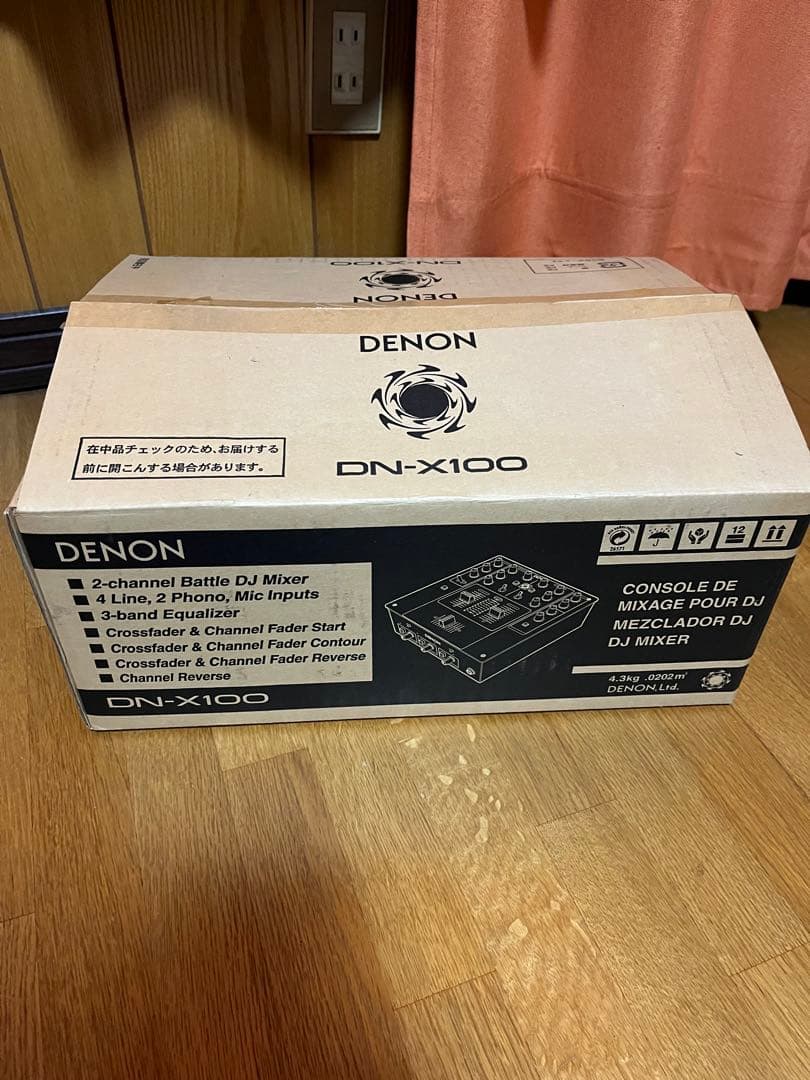 DN-X100
DENON
DENON
DN-X100
在中品チェックのため、お届けする
前に開こんする場合があります。
DENON
■ 2-channel Battle DJ Mixer
■ 4 Line, 2 Phono, Mic Inputs
■ 3-band Equalizer
■ Crossfader & Channel Fader Start
■ Crossfader & Channel Fader Contour
■ Crossfader & Channel Fader Reverse
■ Channel Reverse
DN-X100
12
CONSOLE DE
MIXAGE POUR DJ
MEZCLADOR DJ
DJ MIXER
4.3kg .0202m³
DENON, Ltd.